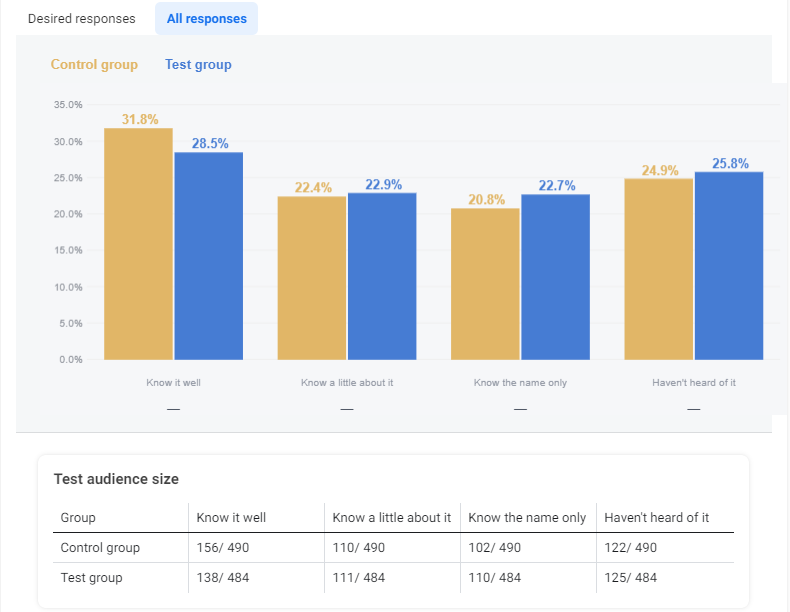 Desired responses All responses
Control group Test group
35.0%
30.0%
25.0%
20.0%
15.0%
10.0%
5.0%
0.0%
31.8% 28.5% 22.4% 22.9% 20.8% 22.7% 24.9% 25.8%
Know it well Know a little about it Know the name only Haven't heard of it
— — — —
Test audience size
Group Know it well Know a little about it Know the name only Haven't heard of it
Control group 156/ 490 110/ 490 102/ 490 122/ 490
Test group 138/ 484 111/ 484 110/ 484 125/ 484